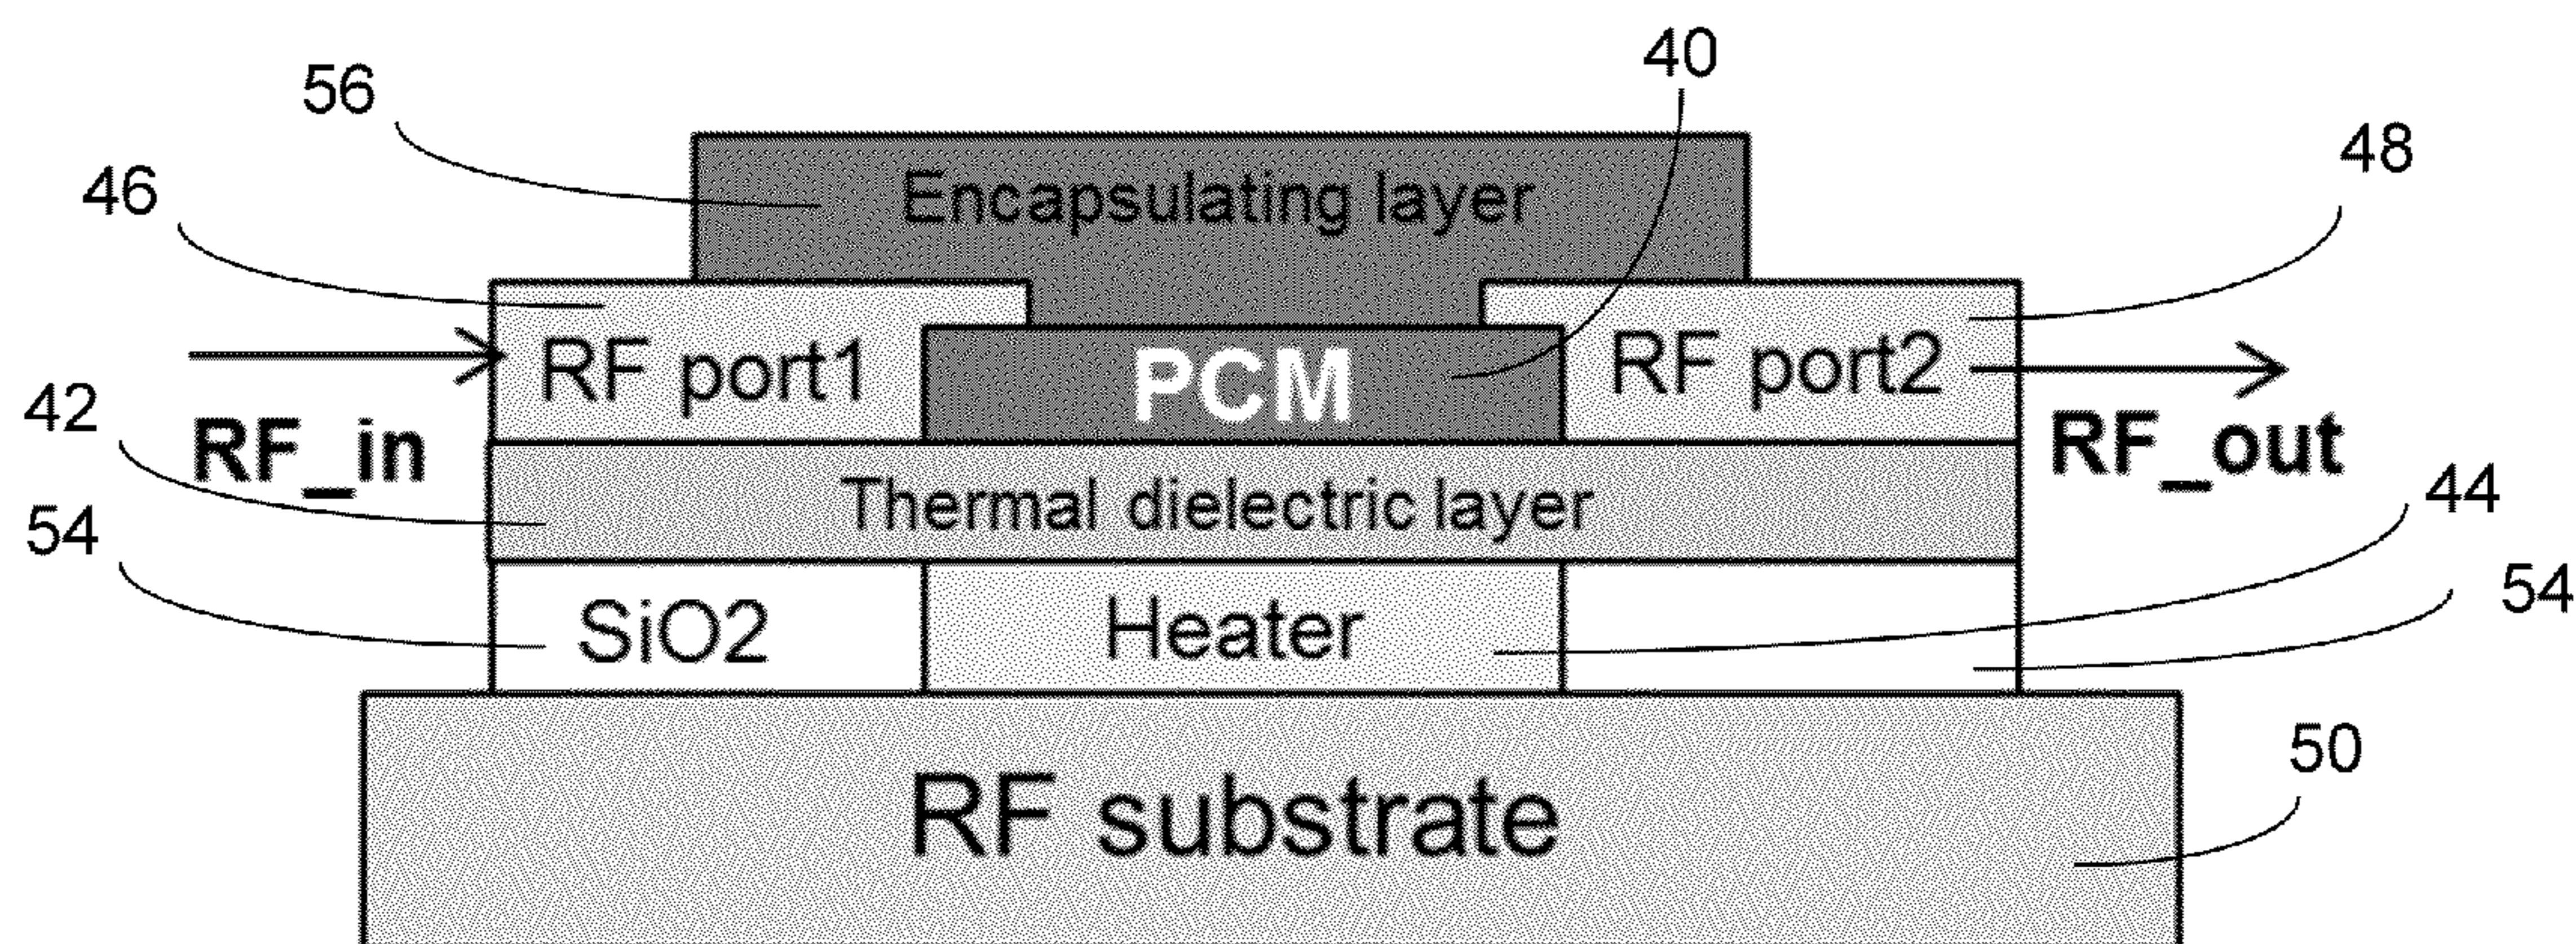 40
56
48
46
Encapsulating layer
RF port1
PCM
RF port2
42
RF_in
RF_out
Thermal dielectric layer
44
54
54
SiO2
Heater
50
RF substrate